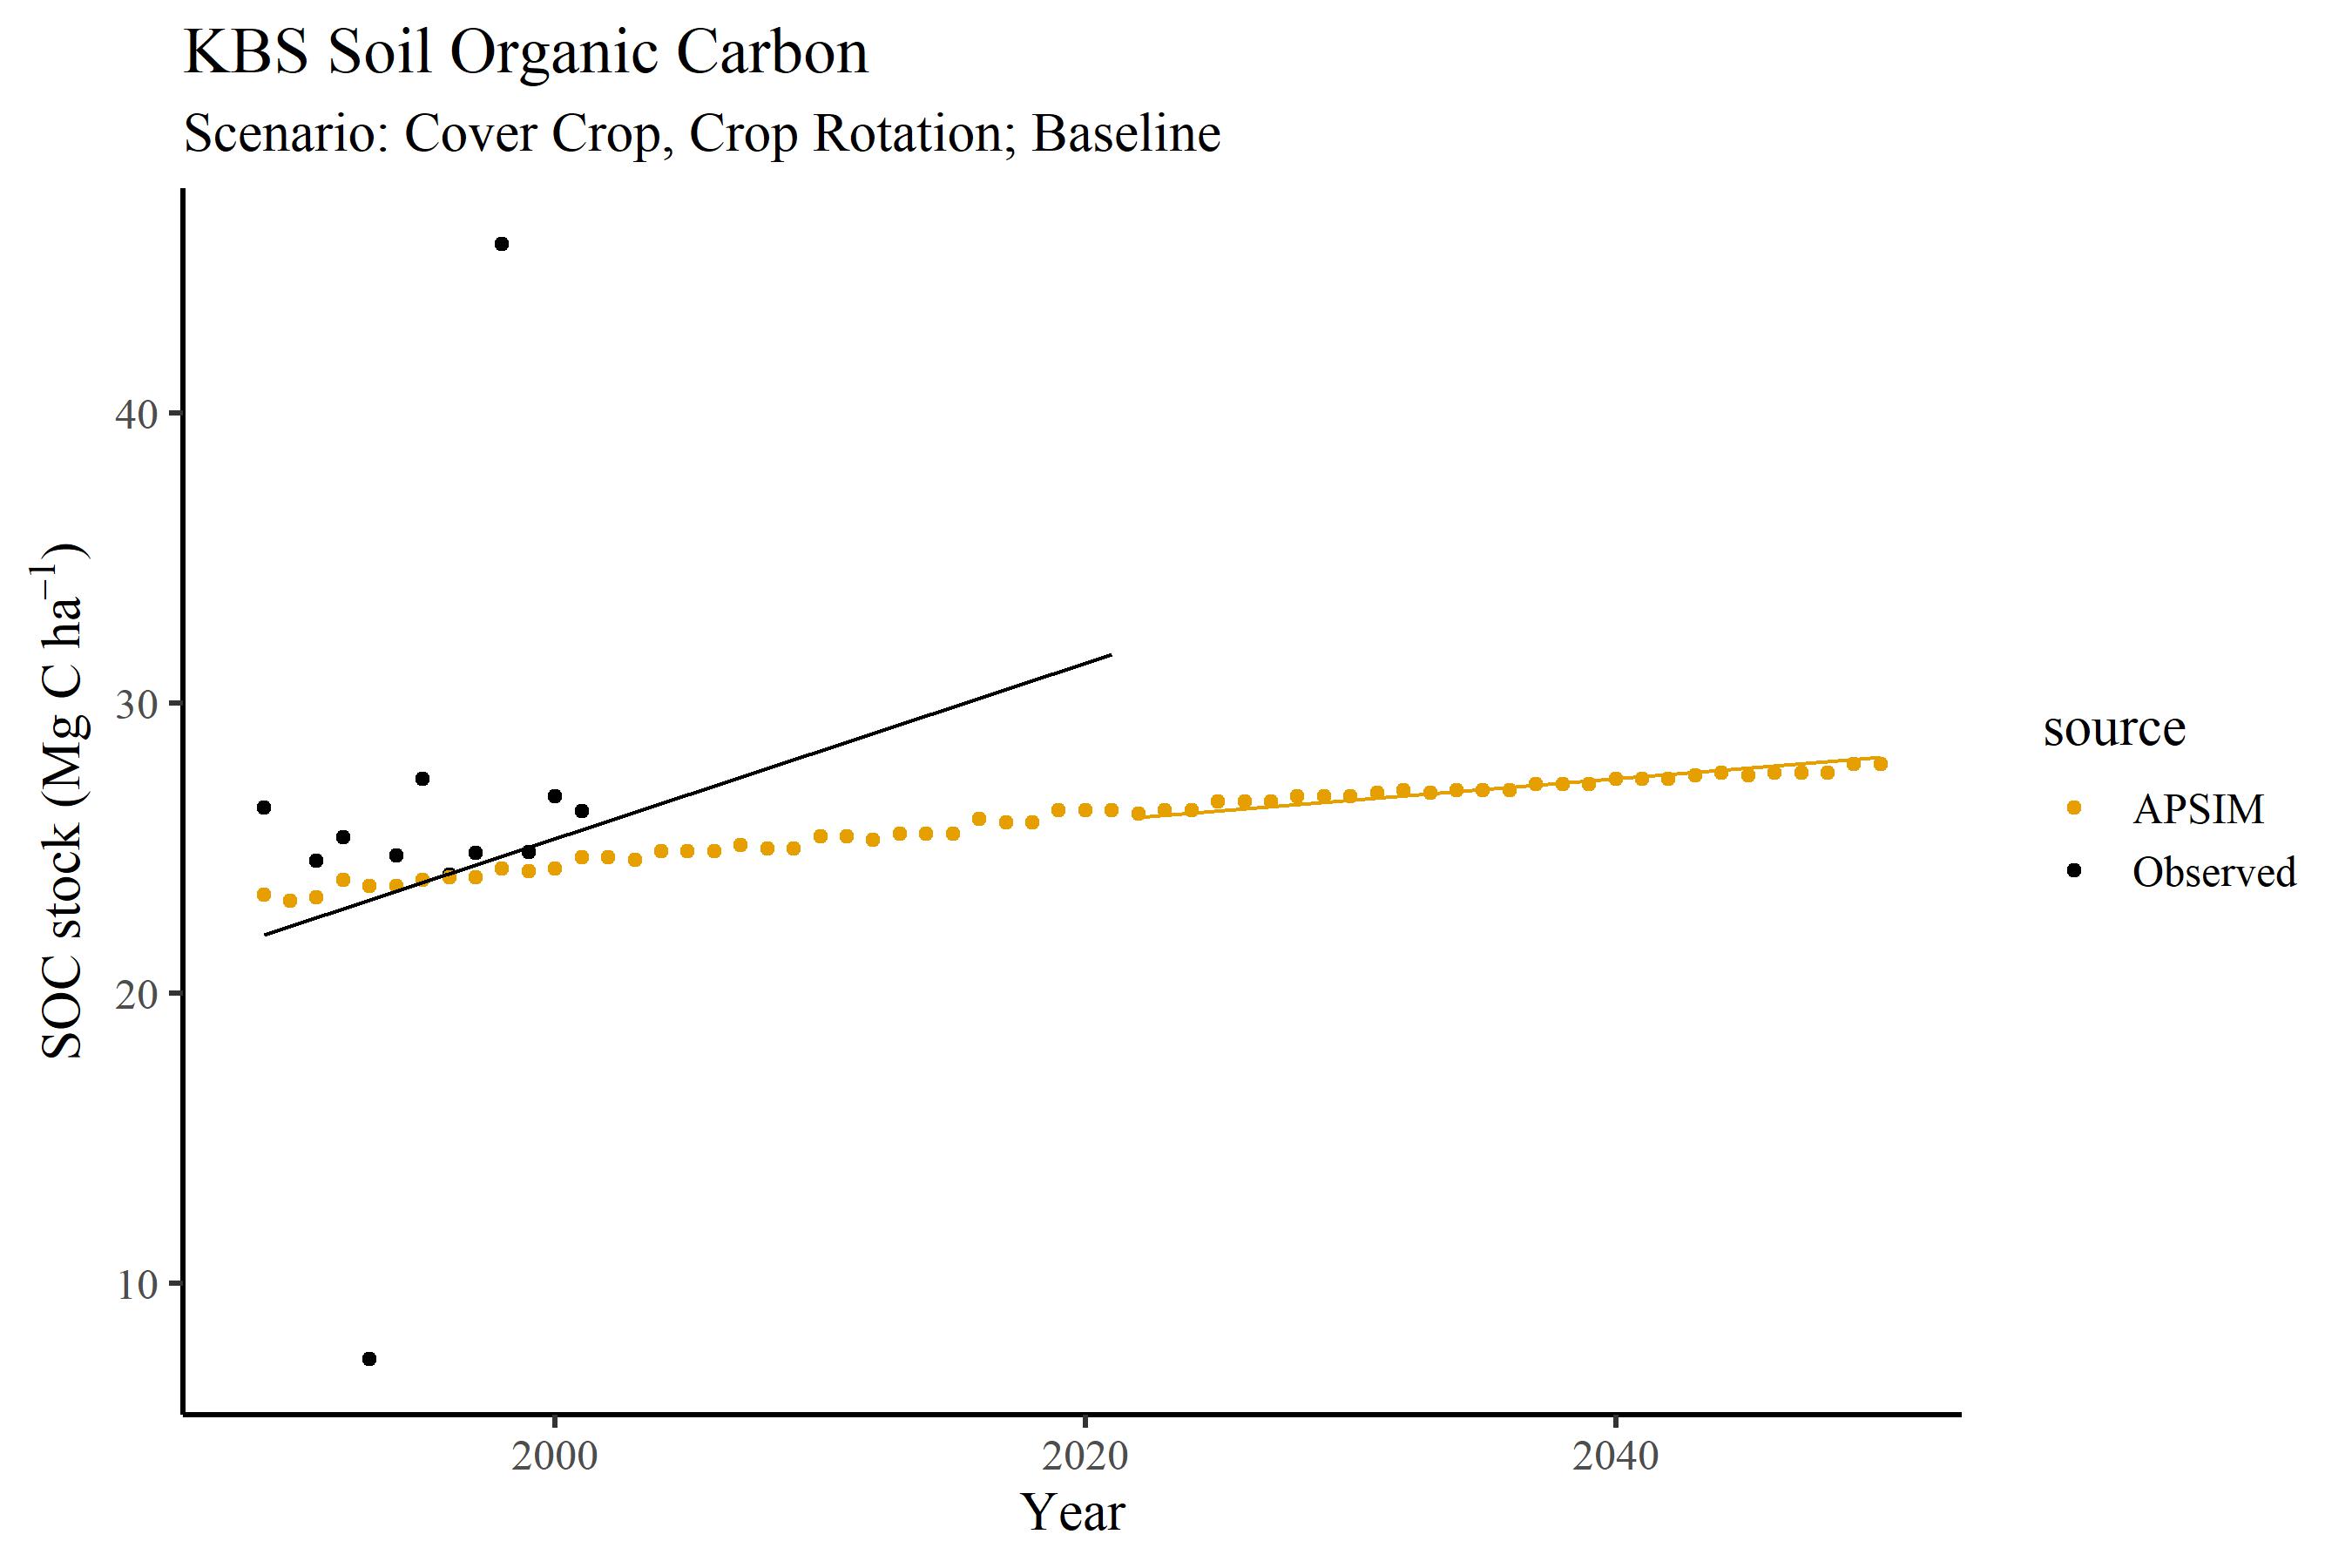 KBS Soil Organic Carbon
Scenario: Cover Crop, Crop Rotation; Baseline
SOC stock (Mg C ha⁻¹)
40
30
20
10
2000 2020 2040
Year
source
APSIM
Observed